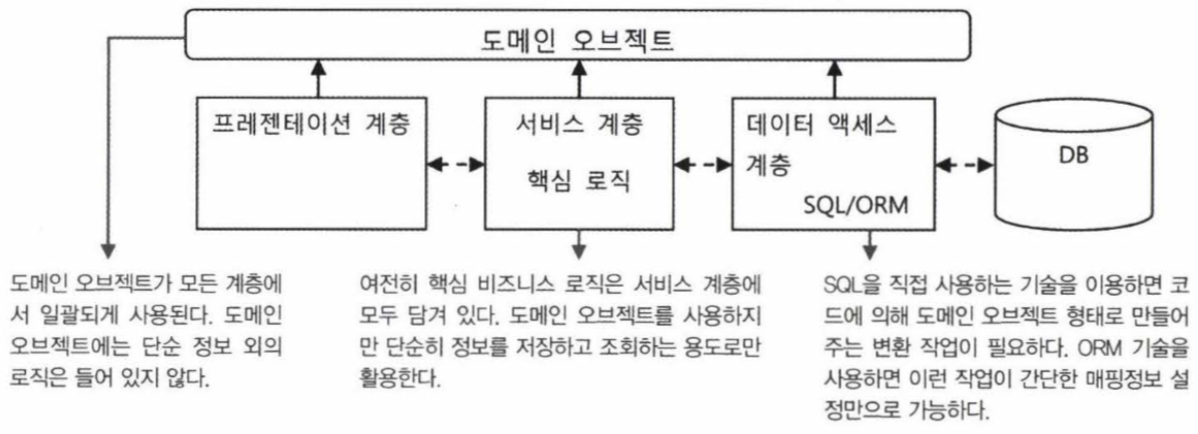 도메인 오브젝트
프레젠테이션 계층
서비스 계층
핵심 로직
데이터 액세스
계층
SQL/ORM
DB
도메인 오브젝트가 모든 계층에
서 일괄되게 사용된다. 도메인
오브젝트에는 단순 정보 외의
로직은 들어 있지 않다.
여전히 핵심 비즈니스 로직은 서비스 계층에
모두 담겨 있다. 도메인 오브젝트를 사용하지
만 단순히 정보를 저장하고 조회하는 용도로만
활용한다.
SQL을 직접 사용하는 기술을 이용하면 코
드에 의해 도메인 오브젝트 형태로 만들어
주는 변환 작업이 필요하다. ORM 기술을
사용하면 이런 작업이 간단한 매핑정보 설
정만으로 가능하다.